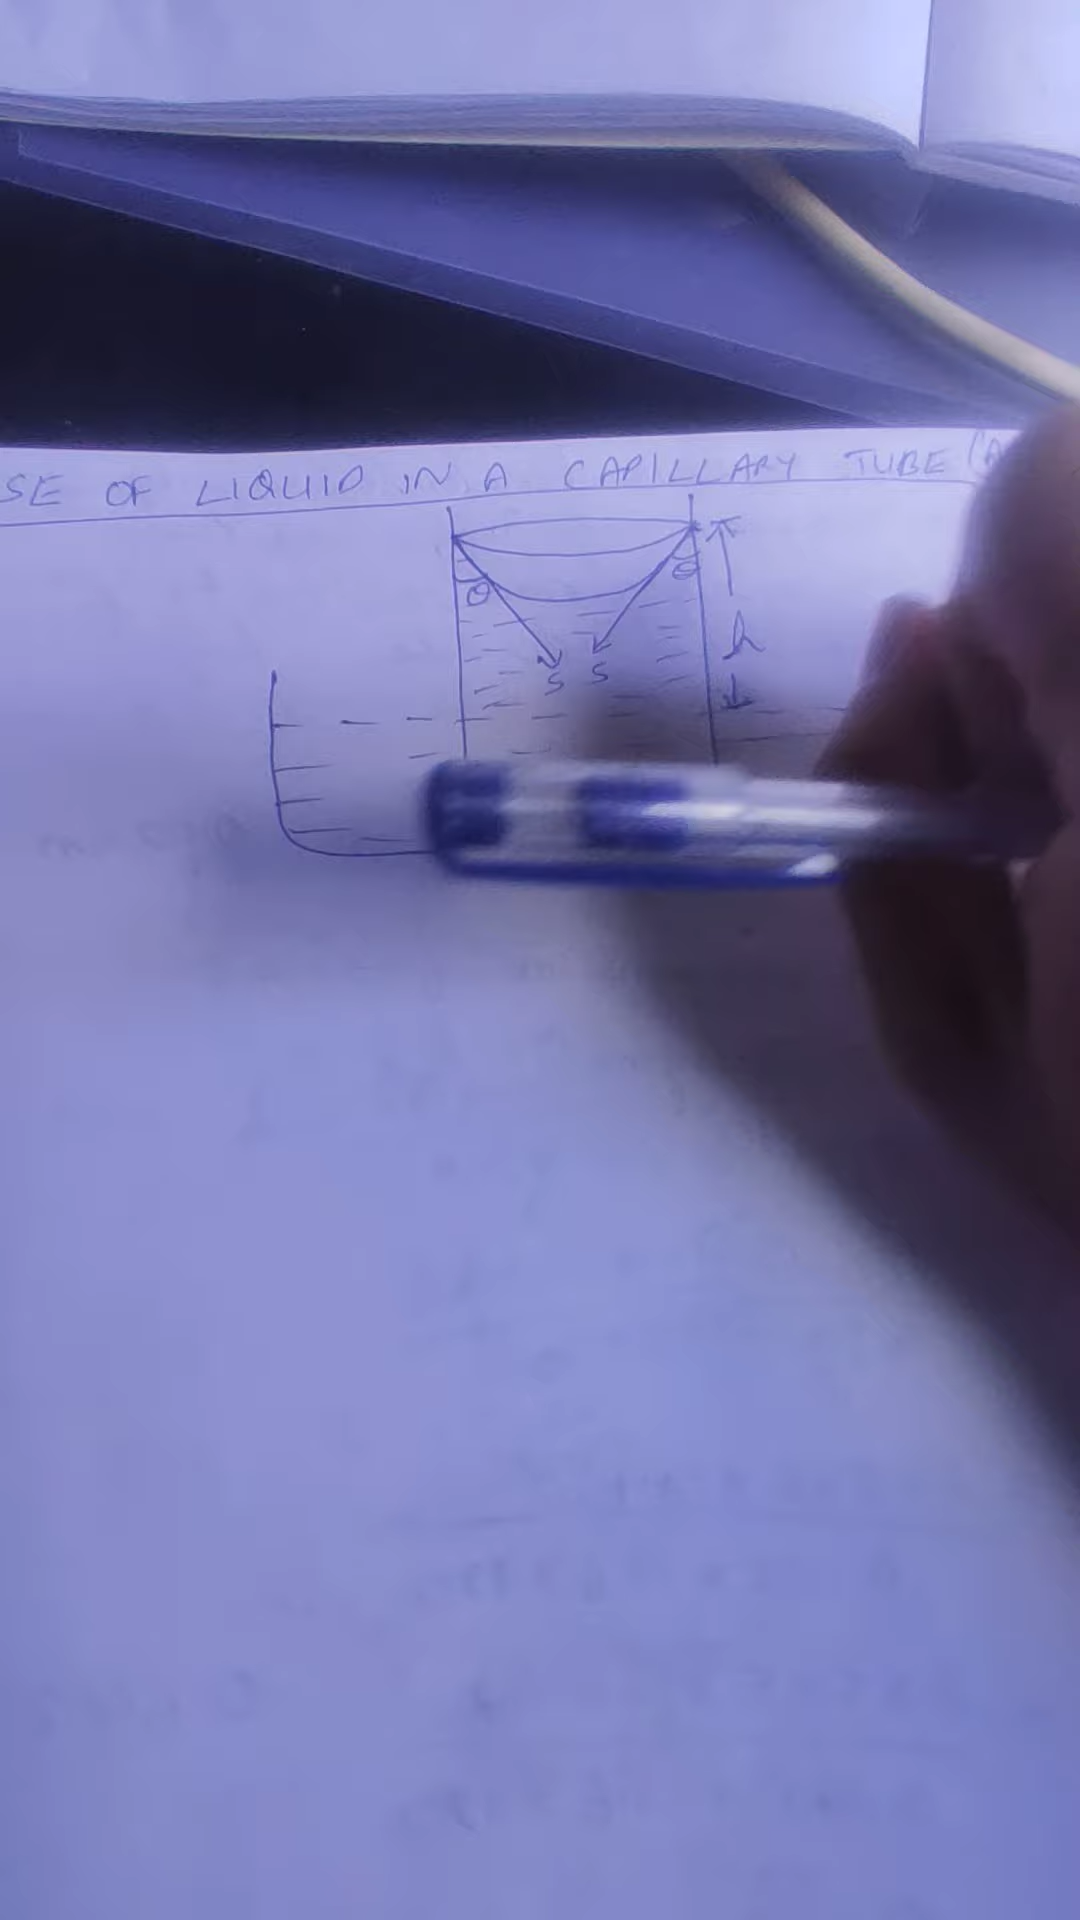 SE OF LIQUID IN A CAPILLARY TUBE (A
θ θ
h
S S